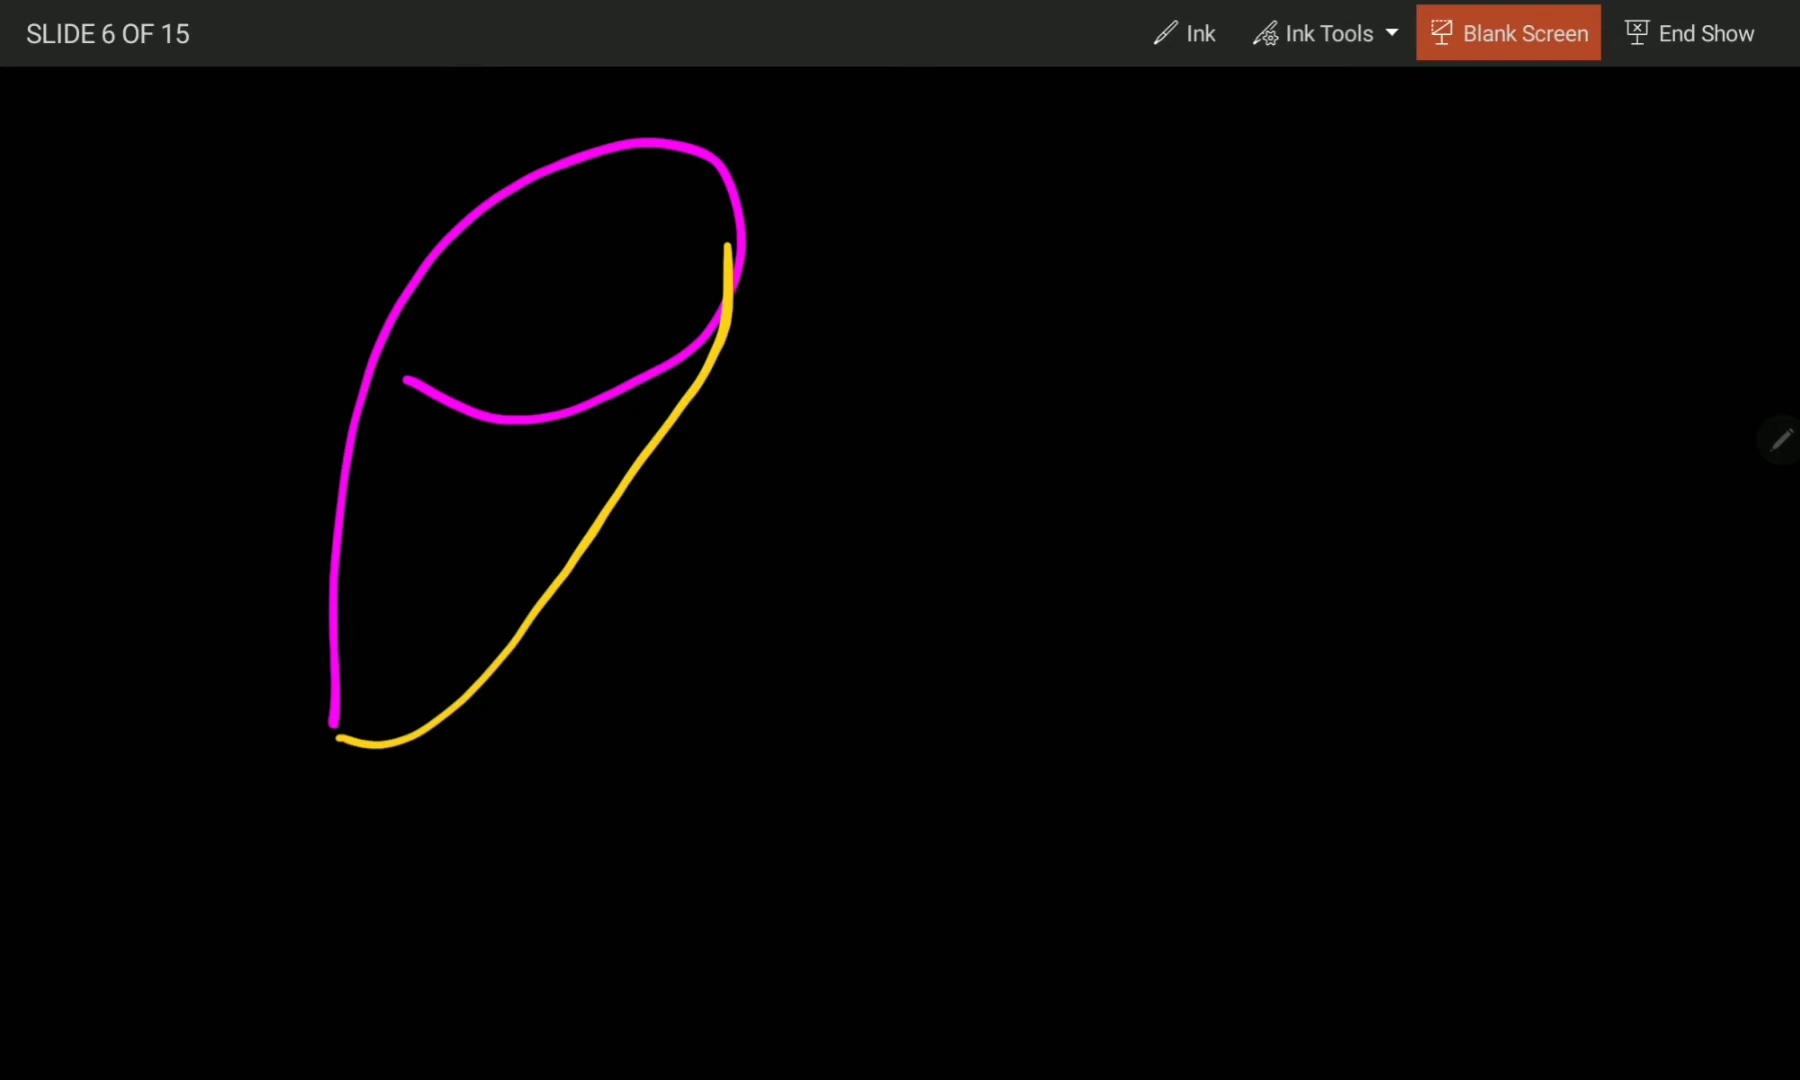 SLIDE 6 OF 15
Ink
Ink Tools
Blank Screen
End Show